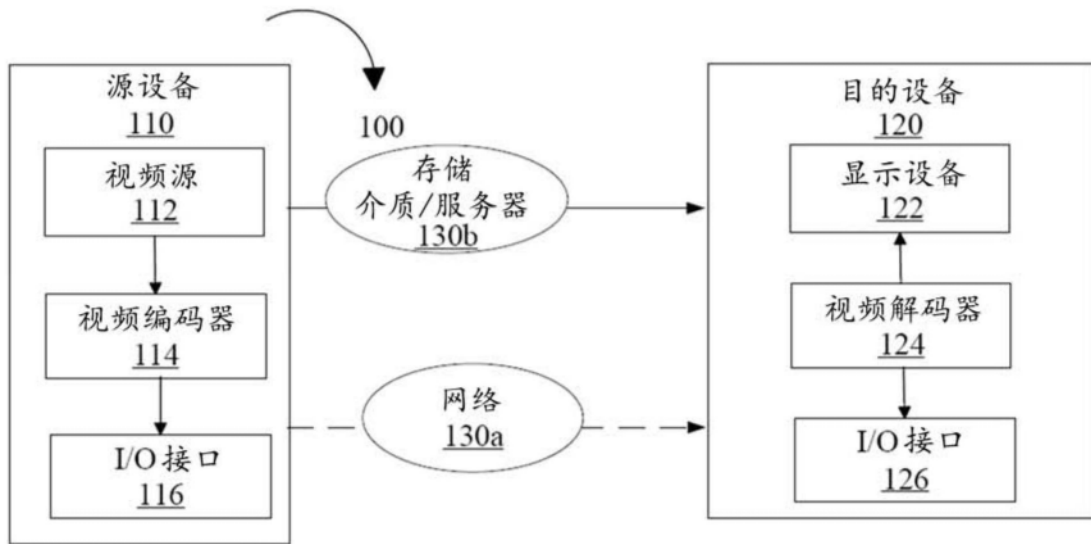 源设备
110
视频源
112
视频编码器
114
I/O 接口
116
100
存储
介质/服务器
130b
网络
130a
目的设备
120
显示设备
122
视频解码器
124
I/O 接口
126